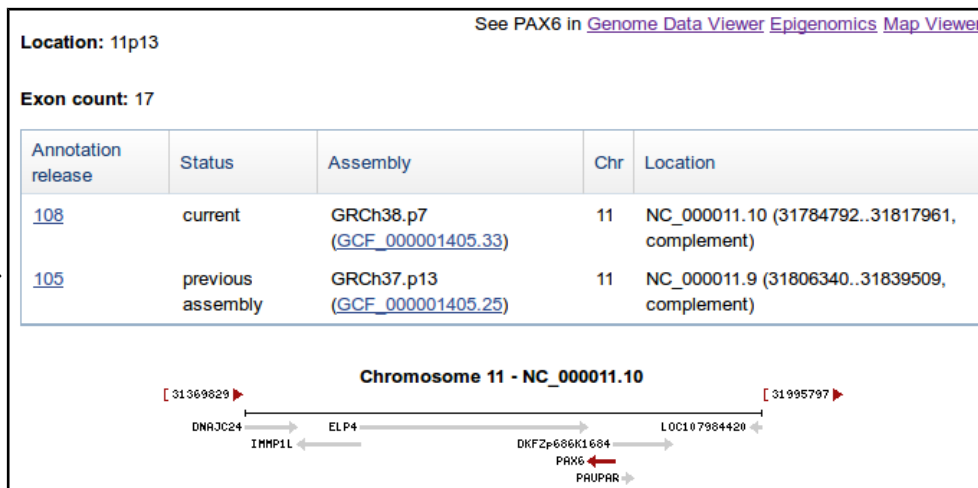 See PAX6 in Genome Data Viewer Epigenomics Map Viewer
Location: 11p13
Exon count: 17
Annotation release Status Assembly Chr Location
108 current GRCh38.p7 (GCF_000001405.33) 11 NC_000011.10 (31784792..31817961, complement)
105 previous assembly GRCh37.p13 (GCF_000001405.25) 11 NC_000011.9 (31806340..31839509, complement)
Chromosome 11 - NC_000011.10
[ 31369829 [ 31995797
DNAJC24 ELP4 LOC107984420
IMMP1L DKFZp686K1684
PAX6
PAUPAR